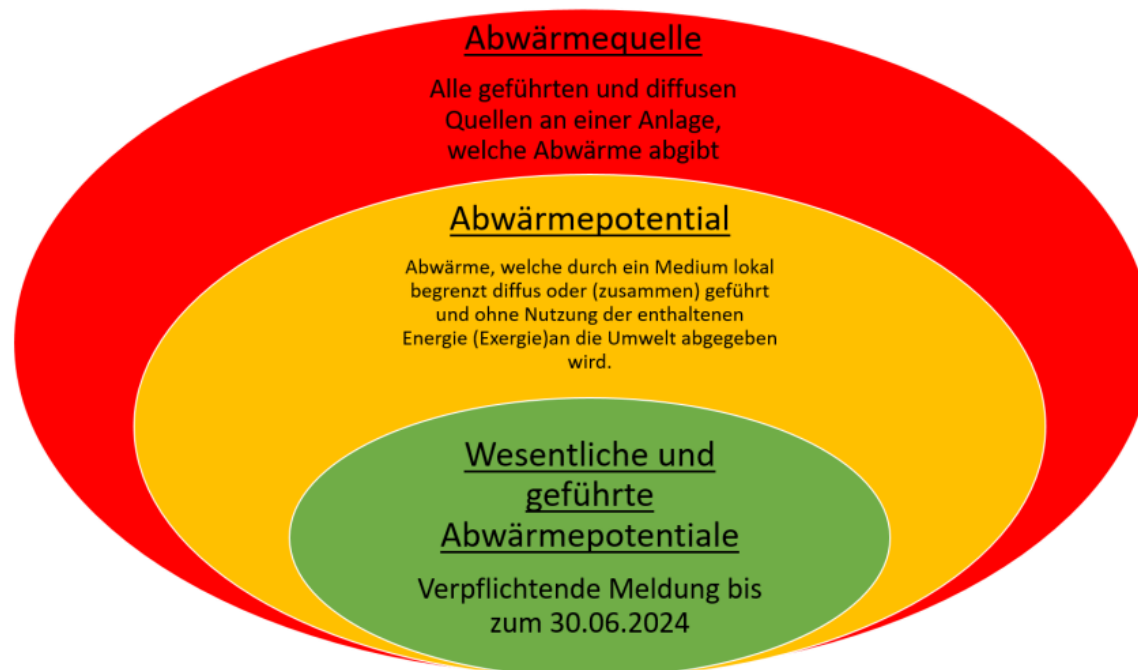 Abwärmequelle
Alle geführten und diffusen
Quellen an einer Anlage,
welche Abwärme abgibt
Abwärmepotential
Abwärme, welche durch ein Medium lokal
begrenzt diffus oder (zusammen) geführt
und ohne Nutzung der enthaltenen
Energie (Exergie)an die Umwelt abgegeben
wird.
Wesentliche und
geführte
Abwärmepotentiale
Verpflichtende Meldung bis
zum 30.06.2024